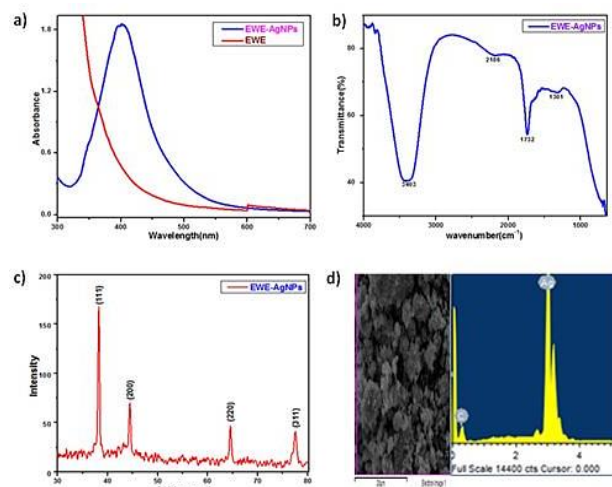 a)
EWE-AgNPs
EWE
1.8
1.2
0.6
0.0
Absorbance
300 400 500 600 700
Wavelength(nm)
b)
EWE-AgNPs
80
60
40
Transmittance(%)
2186
1361
1732
3403
4000 3000 2000 1000
wavenumber(cm-1)
c)
EWE-AgNPs
200
150
100
50
0
Intensity
(111)
(200)
(220)
(311)
30 40 50 60 70 80
d)
Ag
0 2 4
Full Scale 14400 cts Cursor: 0.000